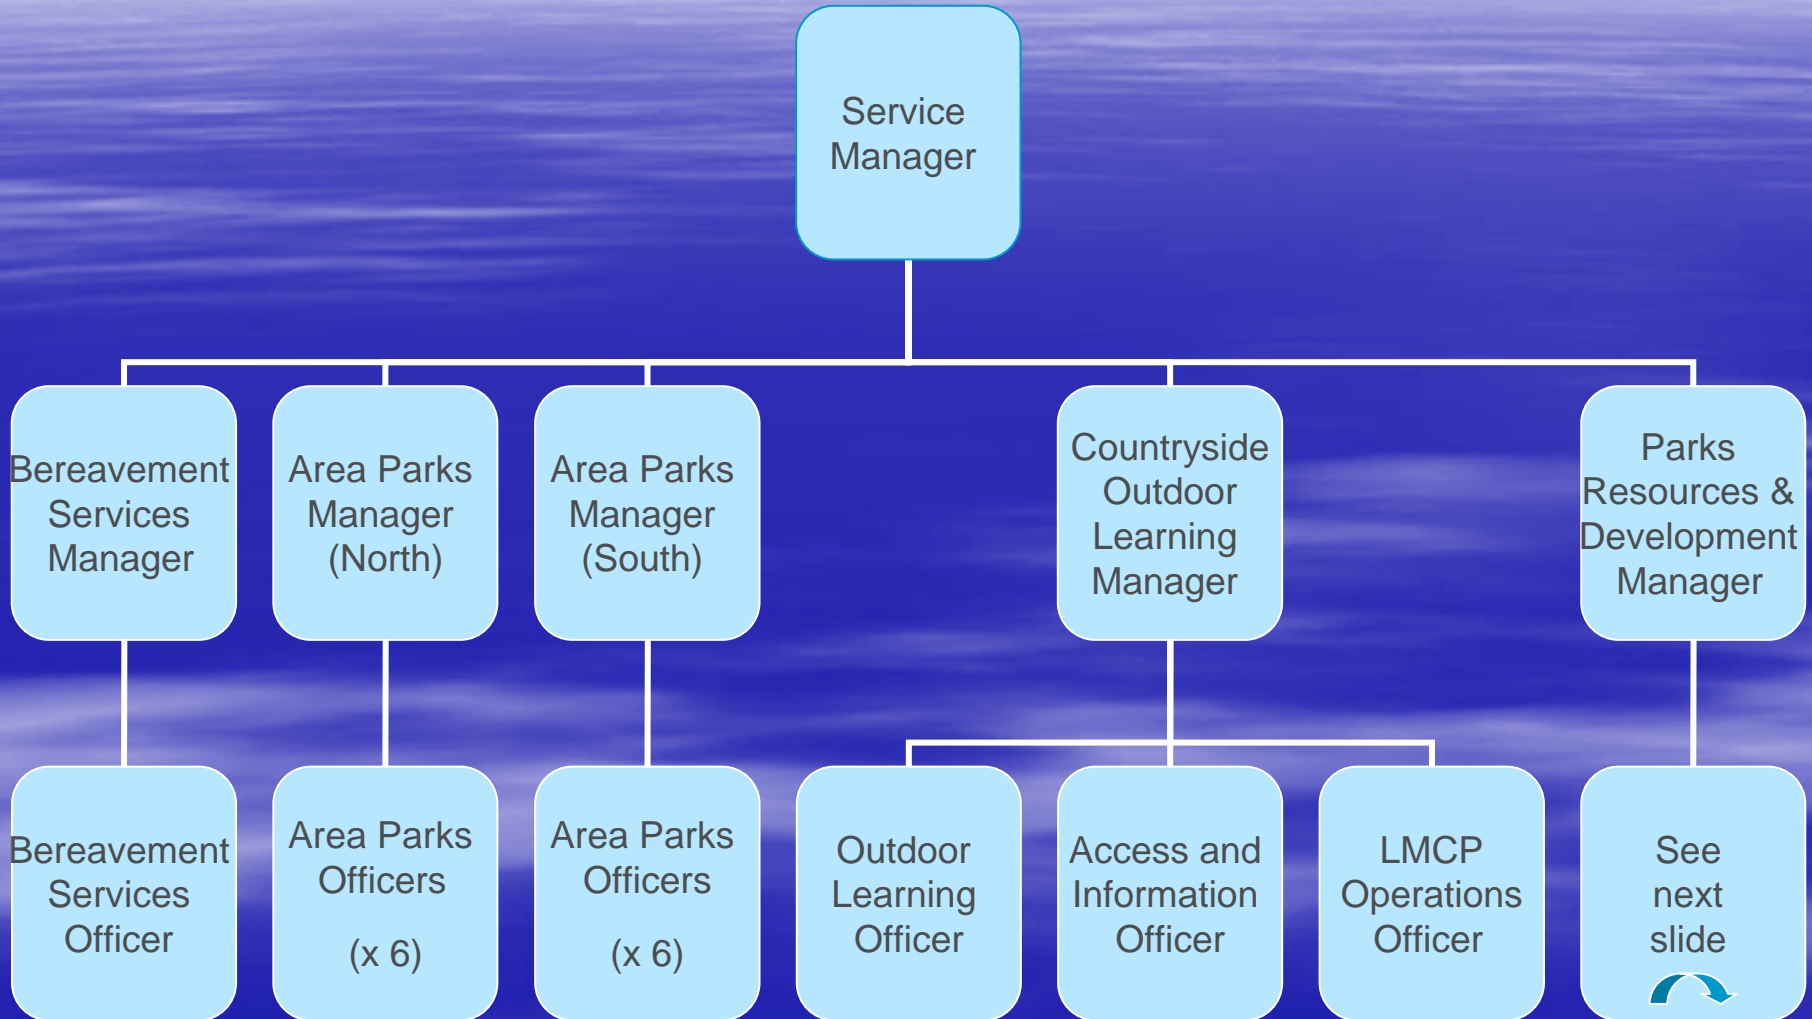 Service
Manager
Bereavement
Services
Manager
Area Parks
Manager
(North)
Area Parks
Manager
(South)
Countryside
Outdoor
Learning
Manager
Parks
Resources &
Development
Manager
Bereavement
Services
Officer
Area Parks
Officers
(x 6)
Area Parks
Officers
(x 6)
Outdoor
Learning
Officer
Access and
Information
Officer
LMCP
Operations
Officer
See
next
slide